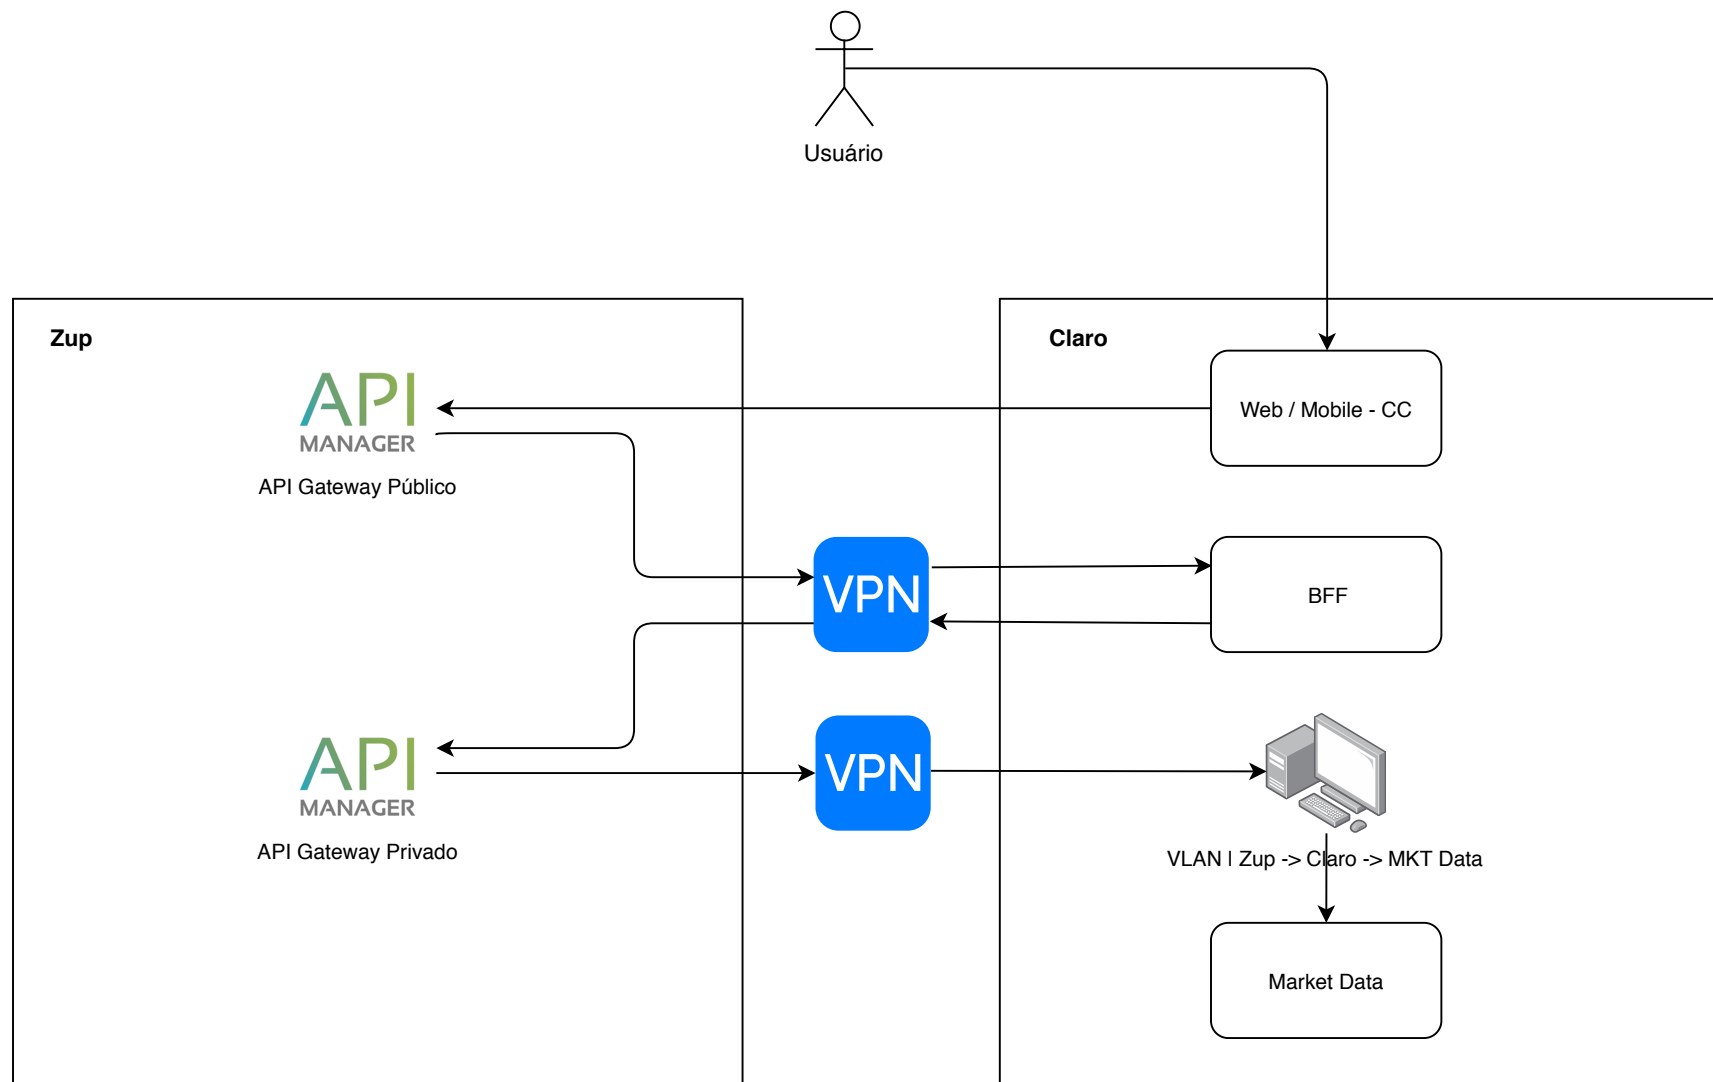 Usuário
Zup
Claro
API
MANAGER
API Gateway Público
Web / Mobile - CC
VPN
BFF
API
MANAGER
API Gateway Privado
VPN
VLAN | Zup -> Claro -> MKT Data
Market Data